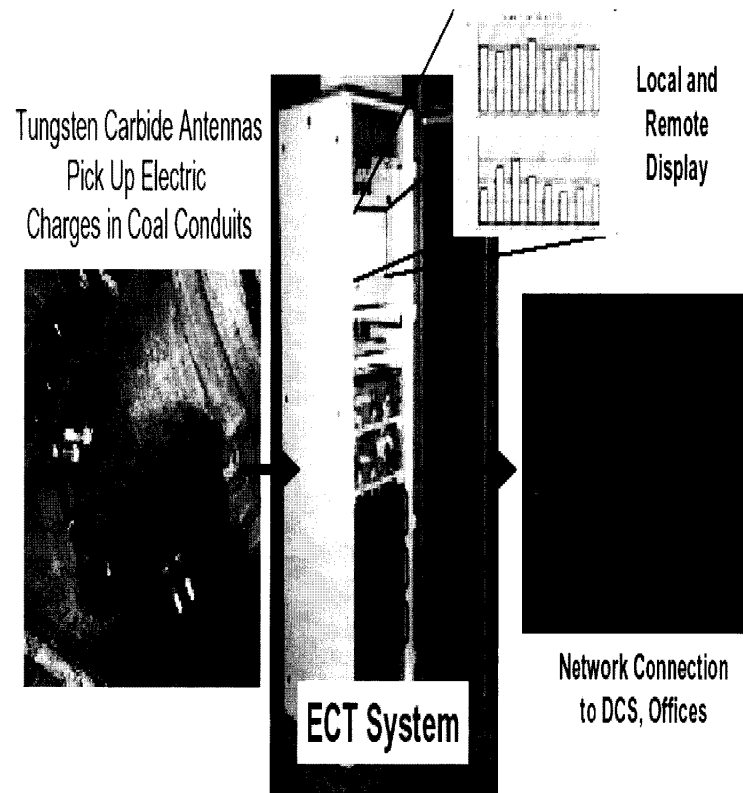 Tungsten Carbide Antennas
Pick Up Electric
Charges in Coal Conduits
Local and
Remote
Display
ECT System
Network Connection
to DCS, Offices